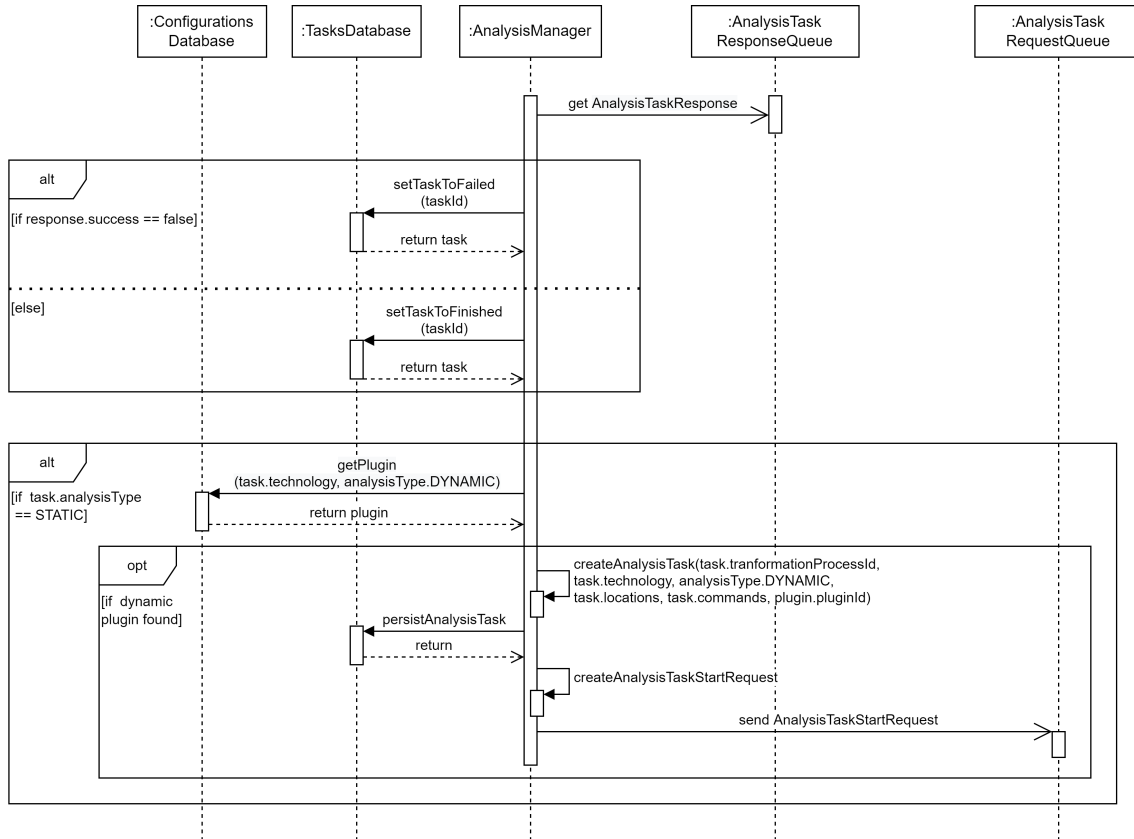 :Configurations
Database
:TasksDatabase
:AnalysisManager
:AnalysisTask
ResponseQueue
:AnalysisTask
RequestQueue
get AnalysisTaskResponse
alt
[if response.success == false]
setTaskToFailed
(taskId)
return task
[else]
setTaskToFinished
(taskId)
return task
alt
[if  task.analysisType
== STATIC]
getPlugin
(task.technology, analysisType.DYNAMIC)
return plugin
opt
[if  dynamic
plugin found]
createAnalysisTask(task.tranformationProcessId,
task.technology, analysisType.DYNAMIC,
task.locations, task.commands, plugin.pluginId)
persistAnalysisTask
return
createAnalysisTaskStartRequest
send AnalysisTaskStartRequest